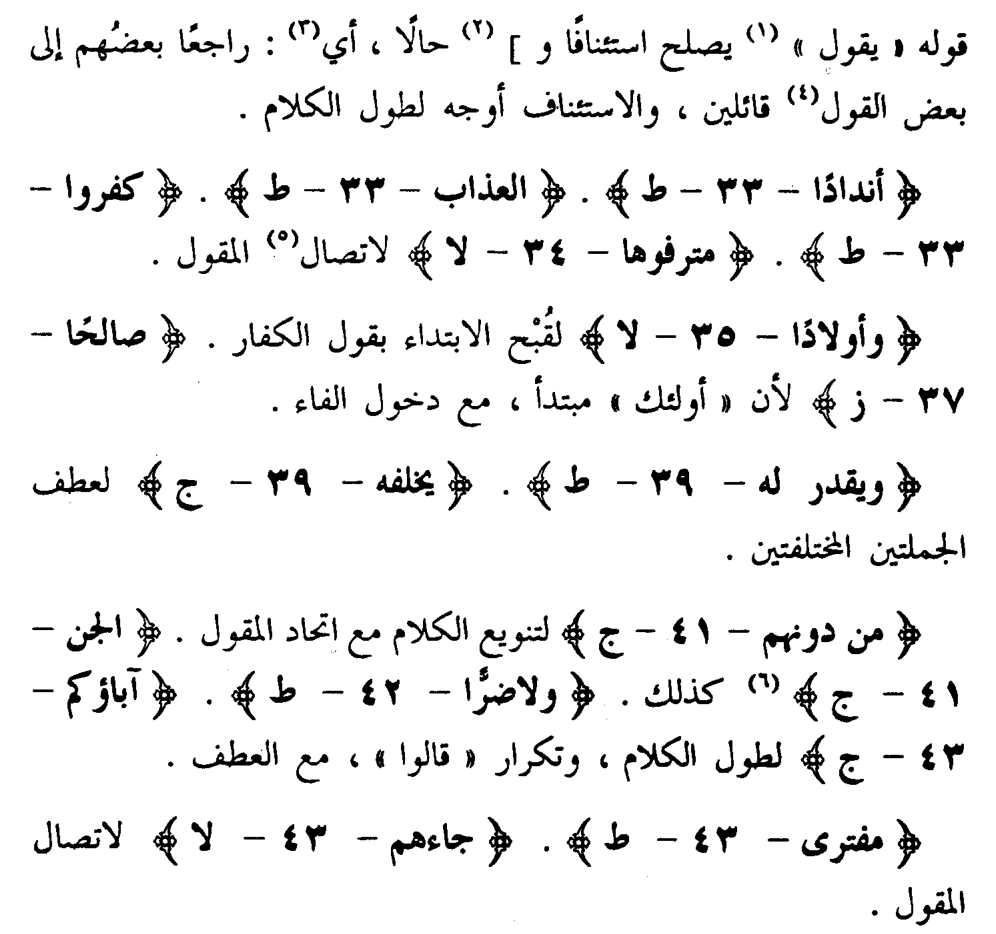 قوله « يقول » (١) يصلح استئنافًا و ] (٢) حالًا ، أي(٣) : راجعًا بعضُهم إلى
بعض القول(٤) قائلين ، والاستئناف أوجه لطول الكلام .
﴿ أندادًا – ٣٣ – ط ﴾ . ﴿ العذاب – ٣٣ – ط ﴾ . ﴿ كفروا –
٣٣ – ط ﴾ . ﴿ مترفوها – ٣٤ – لا ﴾ لاتصال(٥) المقول .
﴿ وأولادًا – ٣٥ – لا ﴾ لقُبْح الابتداء بقول الكفار . ﴿ صالحًا –
٣٧ – ز ﴾ لأن « أولئك » مبتدأ ، مع دخول الفاء .
﴿ ويقدر له – ٣٩ – ط ﴾ . ﴿ يخلفه – ٣٩ – ج ﴾ لعطف
الجملتين المختلفتين .
﴿ من دونهم – ٤١ – ج ﴾ لتنويع الكلام مع اتحاد المقول . ﴿ الجن –
٤١ – ج ﴾ (٦) كذلك . ﴿ ولاضرًّا – ٤٢ – ط ﴾ . ﴿ آباؤكم –
٤٣ – ج ﴾ لطول الكلام ، وتكرار « قالوا » ، مع العطف .
﴿ مفترى – ٤٣ – ط ﴾ . ﴿ جاءهم – ٤٣ – لا ﴾ لاتصال
المقول .